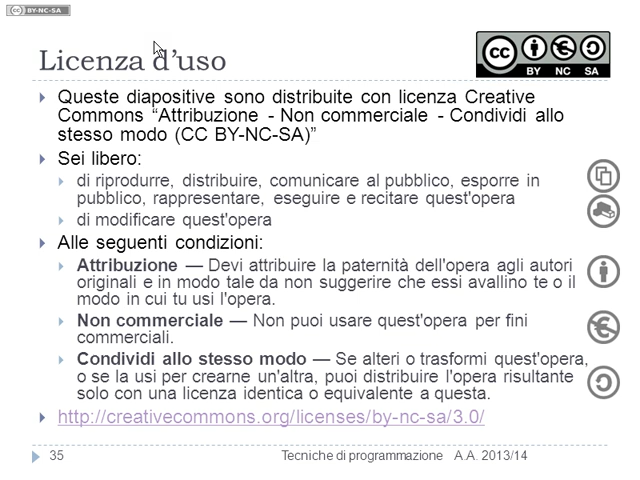 BY-NC-SA
Licenza d'uso
cc
BY NC SA
Queste diapositive sono distribuite con licenza Creative
Commons “Attribuzione - Non commerciale - Condividi allo
stesso modo (CC BY-NC-SA)”
Sei libero:
di riprodurre, distribuire, comunicare al pubblico, esporre in
pubblico, rappresentare, eseguire e recitare quest'opera
di modificare quest'opera
Alle seguenti condizioni:
Attribuzione — Devi attribuire la paternità dell'opera agli autori
originali e in modo tale da non suggerire che essi avallino te o il
modo in cui tu usi l'opera.
Non commerciale — Non puoi usare quest'opera per fini
commerciali.
Condividi allo stesso modo — Se alteri o trasformi quest'opera,
o se la usi per crearne un'altra, puoi distribuire l'opera risultante
solo con una licenza identica o equivalente a questa.
http://creativecommons.org/licenses/by-nc-sa/3.0/
35 Tecniche di programmazione A.A. 2013/14